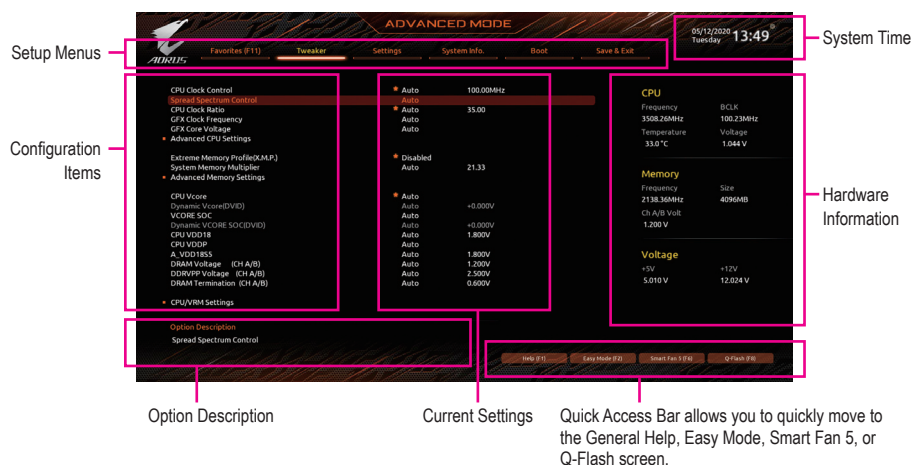 ADVANCED MODE
05/12/2020
Tuesday
13:49
System Time
Setup Menus
AORUS
Favorites (F11)
Tweaker
Settings
System Info.
Boot
Save & Exit
Configuration
Items
CPU Clock Control
Auto
100.00MHz
Spread Spectrum Control
Auto
CPU Clock Ratio
Auto
35.00
GFX Clock Frequency
Auto
GFX Core Voltage
Auto
Advanced CPU Settings
Extreme Memory Profile(X.M.P.)
Disabled
System Memory Multiplier
Auto
21.33
Advanced Memory Settings
CPU Vcore
Auto
Dynamic Vcore(DVID)
Auto
+0.000V
VCORE SOC
Auto
Dynamic VCORE SOC(DVID)
Auto
+0.000V
CPU VDD18
Auto
1.800V
CPU VDDP
Auto
A_VDD18S5
Auto
1.800V
DRAM Voltage (CH A/B)
Auto
1.200V
DDRVPP Voltage (CH A/B)
Auto
2.500V
DRAM Termination (CH A/B)
Auto
0.600V
CPU/VRM Settings
CPU
Frequency
BCLK
3508.26MHz
100.23MHz
Temperature
Voltage
33.0 °C
1.044 V
Memory
Frequency
Size
2138.36MHz
4096MB
Ch A/B Volt
1.200 V
Voltage
+5V
+12V
5.010 V
12.024 V
Hardware
Information
Option Description
Spread Spectrum Control
Help (F1)
Easy Mode (F2)
Smart Fan 5 (F6)
Q-Flash (F8)
Option Description
Current Settings
Quick Access Bar allows you to quickly move to
the General Help, Easy Mode, Smart Fan 5, or
Q-Flash screen.